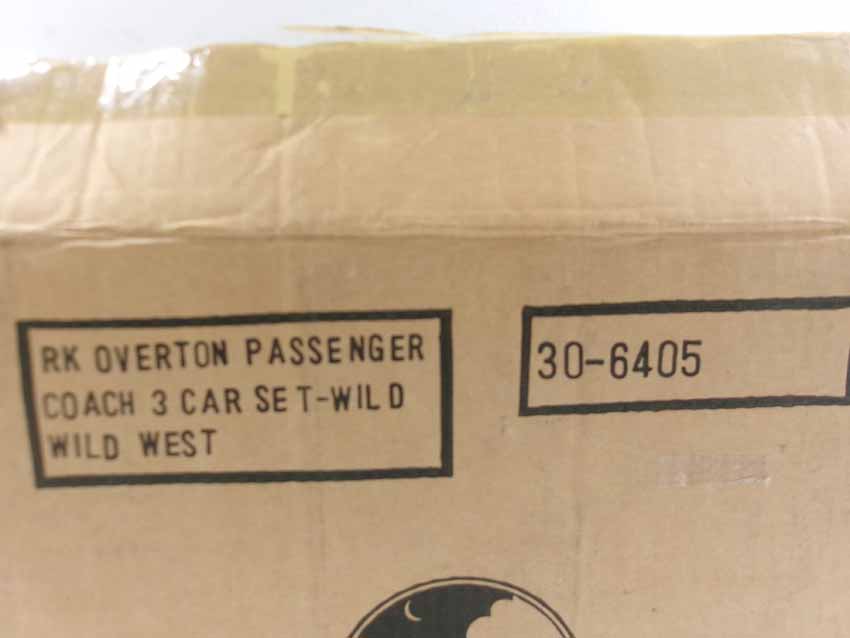 RK OVERTON PASSENGER
COACH 3 CAR SET-WILD
WILD WEST
30-6405